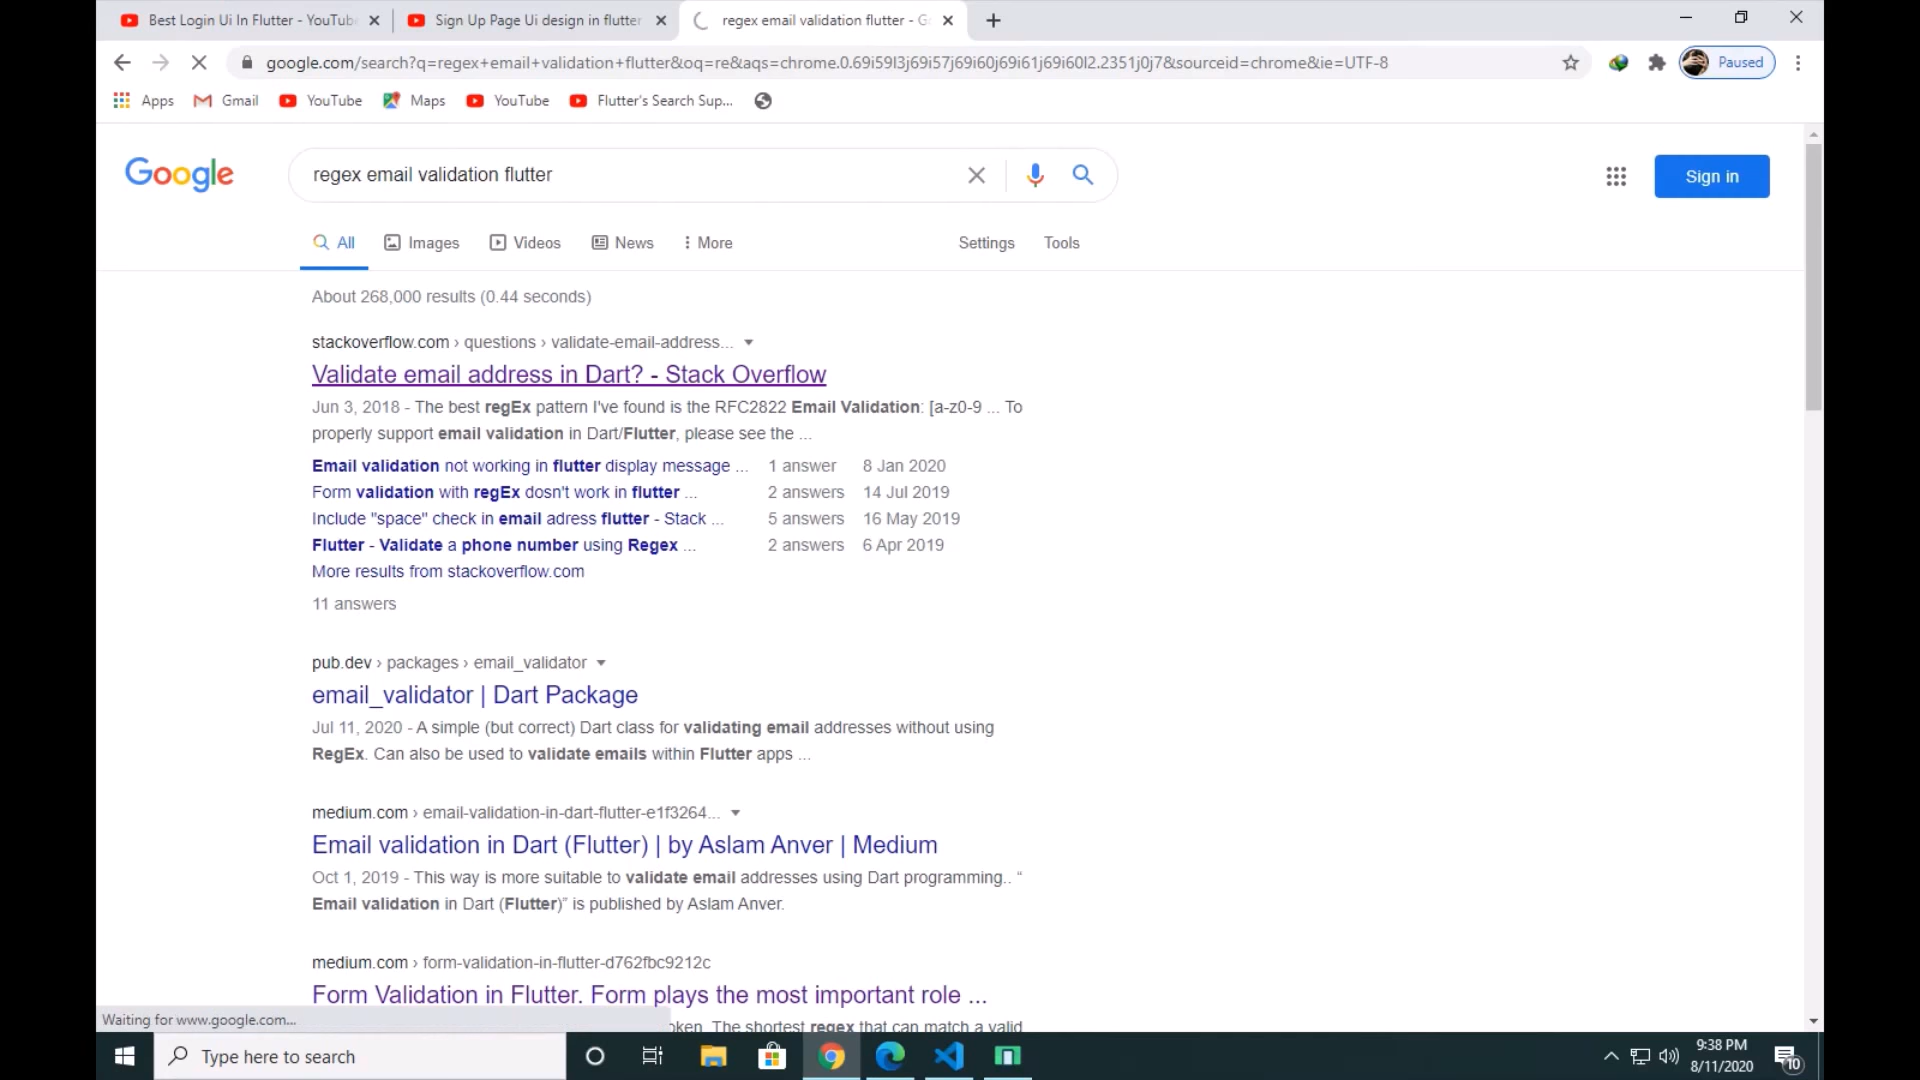 Best Login Ui In Flutter - YouTube
Sign Up Page Ui design in flutter
regex email validation flutter - G
google.com/search?q=regex+email+validation+flutter&oq=re&aqs=chrome.0.69i59l3j69i57j69i60j69i61j69i60l2.2351j0j7&sourceid=chrome&ie=UTF-8
Paused
Apps
Gmail
YouTube
Maps
YouTube
Flutter's Search Sup...
Google
regex email validation flutter
Sign in
All
Images
Videos
News
More
Settings
Tools
About 268,000 results (0.44 seconds)
stackoverflow.com › questions › validate-email-address...
Validate email address in Dart? - Stack Overflow
Jun 3, 2018 - The best regEx pattern I've found is the RFC2822 Email Validation: [a-z0-9 ... To
properly support email validation in Dart/Flutter, please see the ...
Email validation not working in flutter display message ... 1 answer 8 Jan 2020
Form validation with regEx dosn't work in flutter ... 2 answers 14 Jul 2019
Include "space" check in email adress flutter - Stack ... 5 answers 16 May 2019
Flutter - Validate a phone number using Regex ... 2 answers 6 Apr 2019
More results from stackoverflow.com
11 answers
pub.dev › packages › email_validator
email_validator | Dart Package
Jul 11, 2020 - A simple (but correct) Dart class for validating email addresses without using
RegEx. Can also be used to validate emails within Flutter apps ...
medium.com › email-validation-in-dart-flutter-e1f3264...
Email validation in Dart (Flutter) | by Aslam Anver | Medium
Oct 1, 2019 - This way is more suitable to validate email addresses using Dart programming.. “
Email validation in Dart (Flutter)” is published by Aslam Anver.
medium.com › form-validation-in-flutter-d762fbc9212c
Form Validation in Flutter. Form plays the most important role ...
The shortest regex that can match a valid
Waiting for www.google.com...
Type here to search
9:38 PM
8/11/2020
10